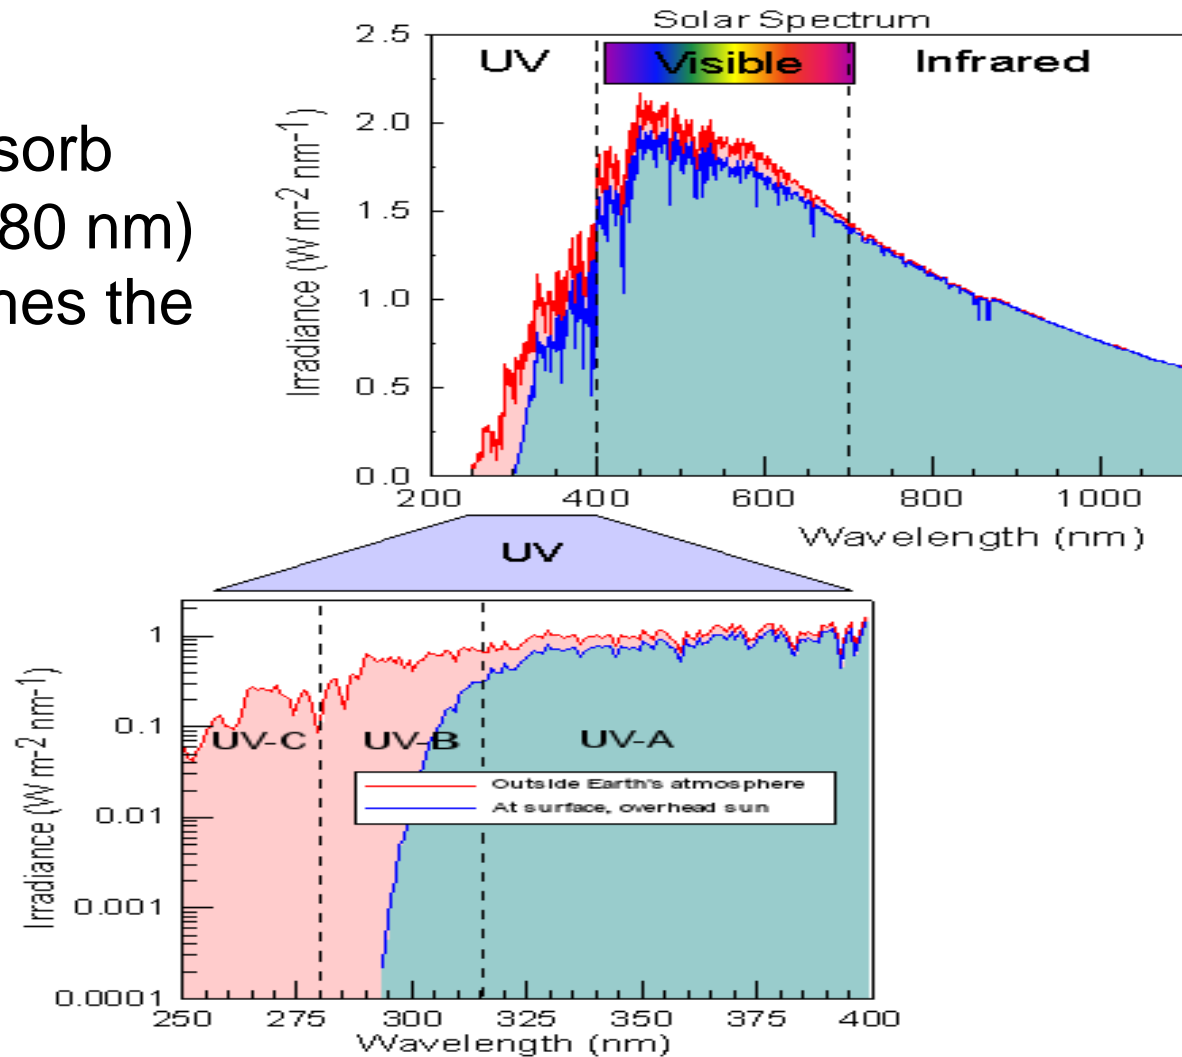 sorb
80 nm)
nes the
Solar Spectrum
2.5
2.0
1.5
1.0
0.5
0.0
Irradiance (W m-2 nm-1)
UV
Visible
Infrared
200 400 600 800 1000
Wavelength (nm)
UV
1
0.1
0.01
0.001
0.0001
Irradiance (W m-2 nm-1)
UV-C UV-B UV-A
Outside Earth's atmosphere
At surface, overhead sun
250 275 300 325 350 375 400
Wavelength (nm)